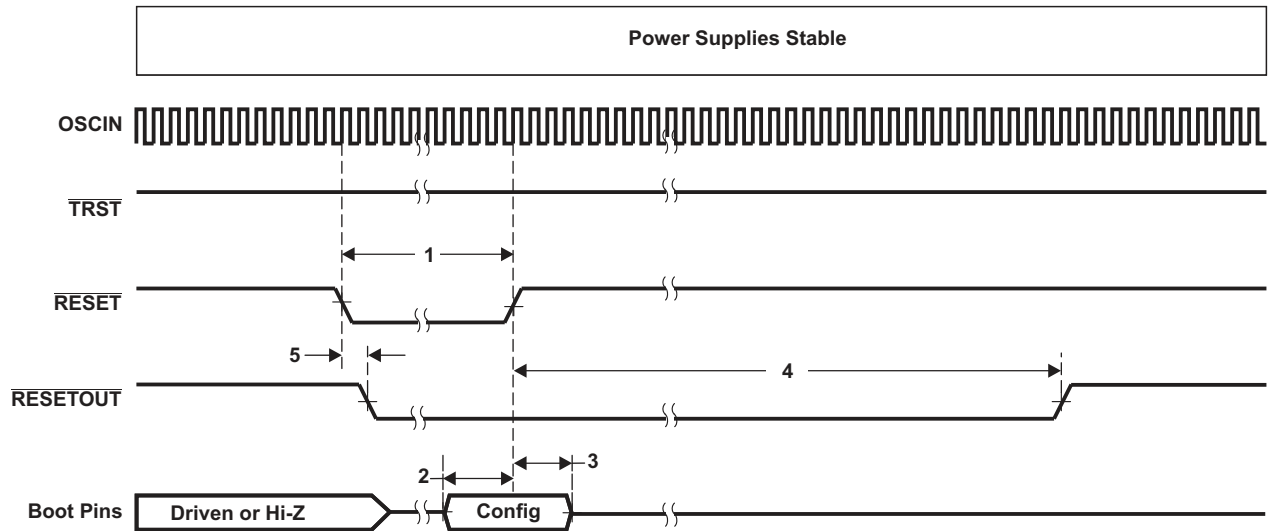 Power Supplies Stable
OSCIN
TRST
1
RESET
5
4
RESETOUT
2
3
Boot Pins
Driven or Hi-Z
Config